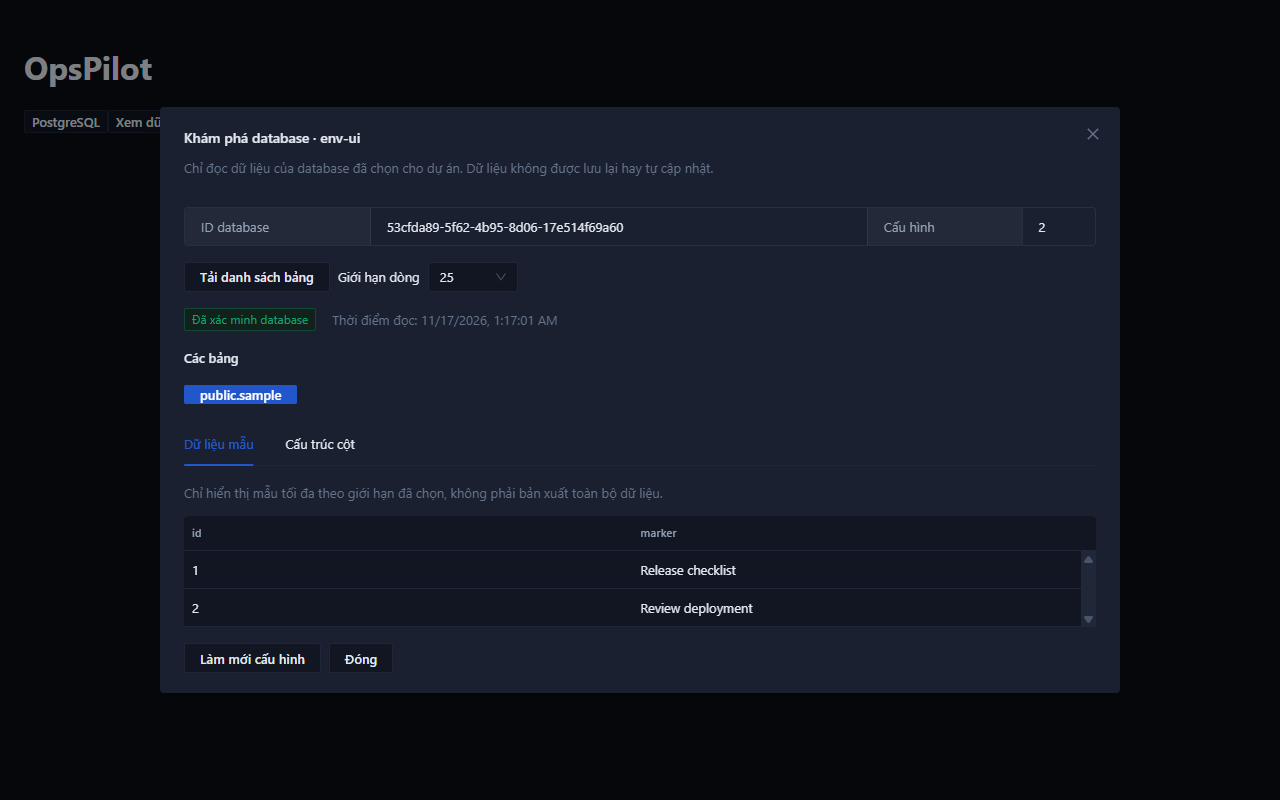 OpsPilot
PostgreSQL Xem dữ
Khám phá database · env-ui
Chỉ đọc dữ liệu của database đã chọn cho dự án. Dữ liệu không được lưu lại hay tự cập nhật.
ID database 53cfda89-5f62-4b95-8d06-17e514f69a60 Cấu hình 2
Tải danh sách bảng Giới hạn dòng 25
Đã xác minh database Thời điểm đọc: 11/17/2026, 1:17:01 AM
Các bảng
public.sample
Dữ liệu mẫu Cấu trúc cột
Chỉ hiển thị mẫu tối đa theo giới hạn đã chọn, không phải bản xuất toàn bộ dữ liệu.
id marker
1 Release checklist
2 Review deployment
Làm mới cấu hình Đóng